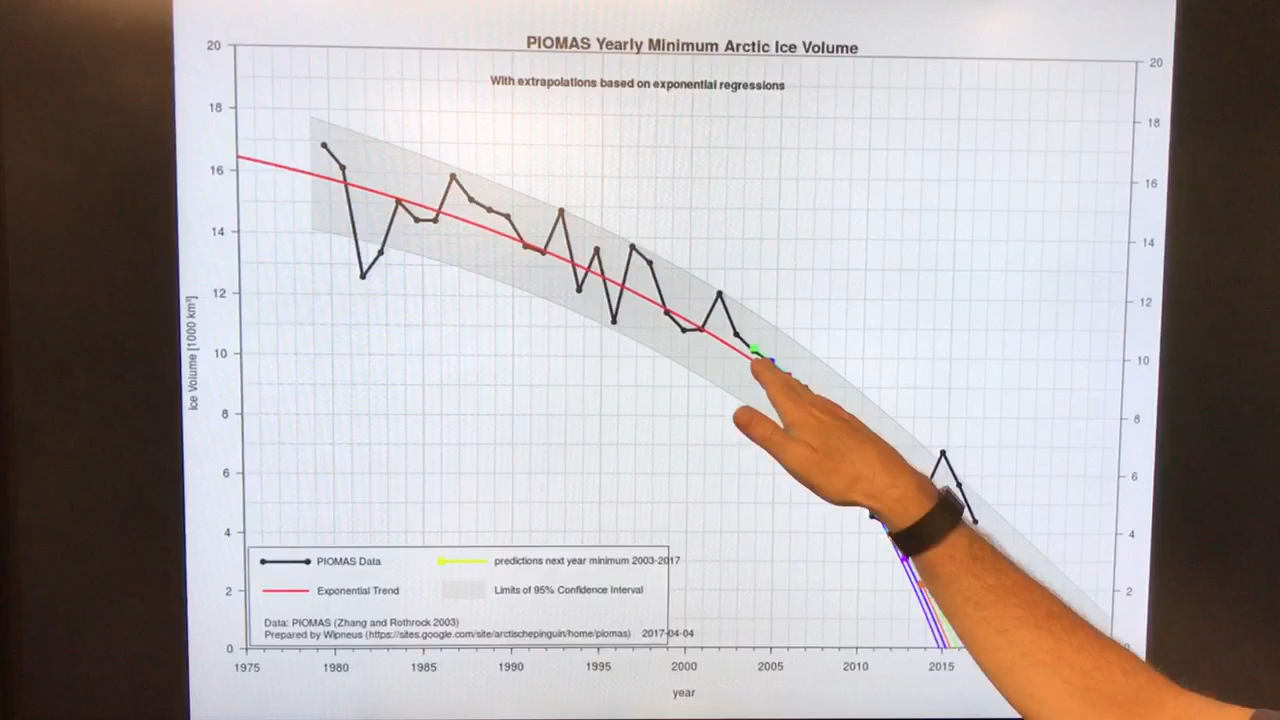 PIOMAS Yearly Minimum Arctic Ice Volume
With extrapolations based on exponential regressions
20
18
16
14
12
10
8
6
4
2
0
20
18
16
14
12
10
8
6
4
2
Ice Volume [1000 km³]
PIOMAS Data
predictions next year minimum 2003-2017
Exponential Trend
Limits of 95% Confidence Interval
Data: PIOMAS (Zhang and Rothrock 2003)
Prepared by Wipneus (https://sites.google.com/site/arctischepinguin/home/piomas) 2017-04-04
1975 1980 1985 1990 1995 2000 2005 2010 2015
year